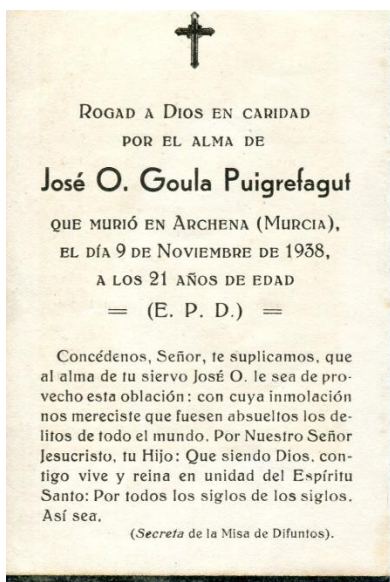 ROGAD A DIOS EN CARIDAD
POR EL ALMA DE
José O. Goula Puigrefagut
QUE MURIÓ EN ARCHENA (MURCIA),
EL DÍA 9 DE NOVIEMBRE DE 1938,
A LOS 21 AÑOS DE EDAD
= (E. P. D.) =
Concédenos, Señor, te suplicamos, que
al alma de tu siervo José O. le sea de pro-
vecho esta oblación: con cuya inmolación
nos mereciste que fuesen absueltos los de-
litos de todo el mundo. Por Nuestro Señor
Jesucristo, tu Hijo: Que siendo Dios, con-
tigo vive y reina en unidad del Espíritu
Santo: Por todos los siglos de los siglos.
Así sea.
(Secreta de la Misa de Difuntos).